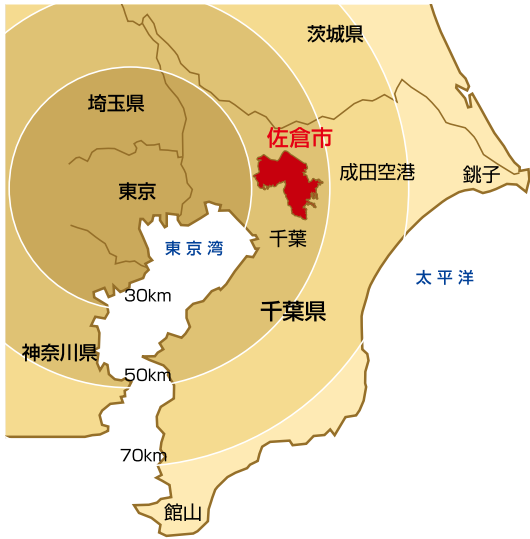 茨城県
埼玉県
佐倉市
成田空港
銚子
東京
千葉
東京湾
太平洋
30km
千葉県
神奈川県
50km
70km
館山